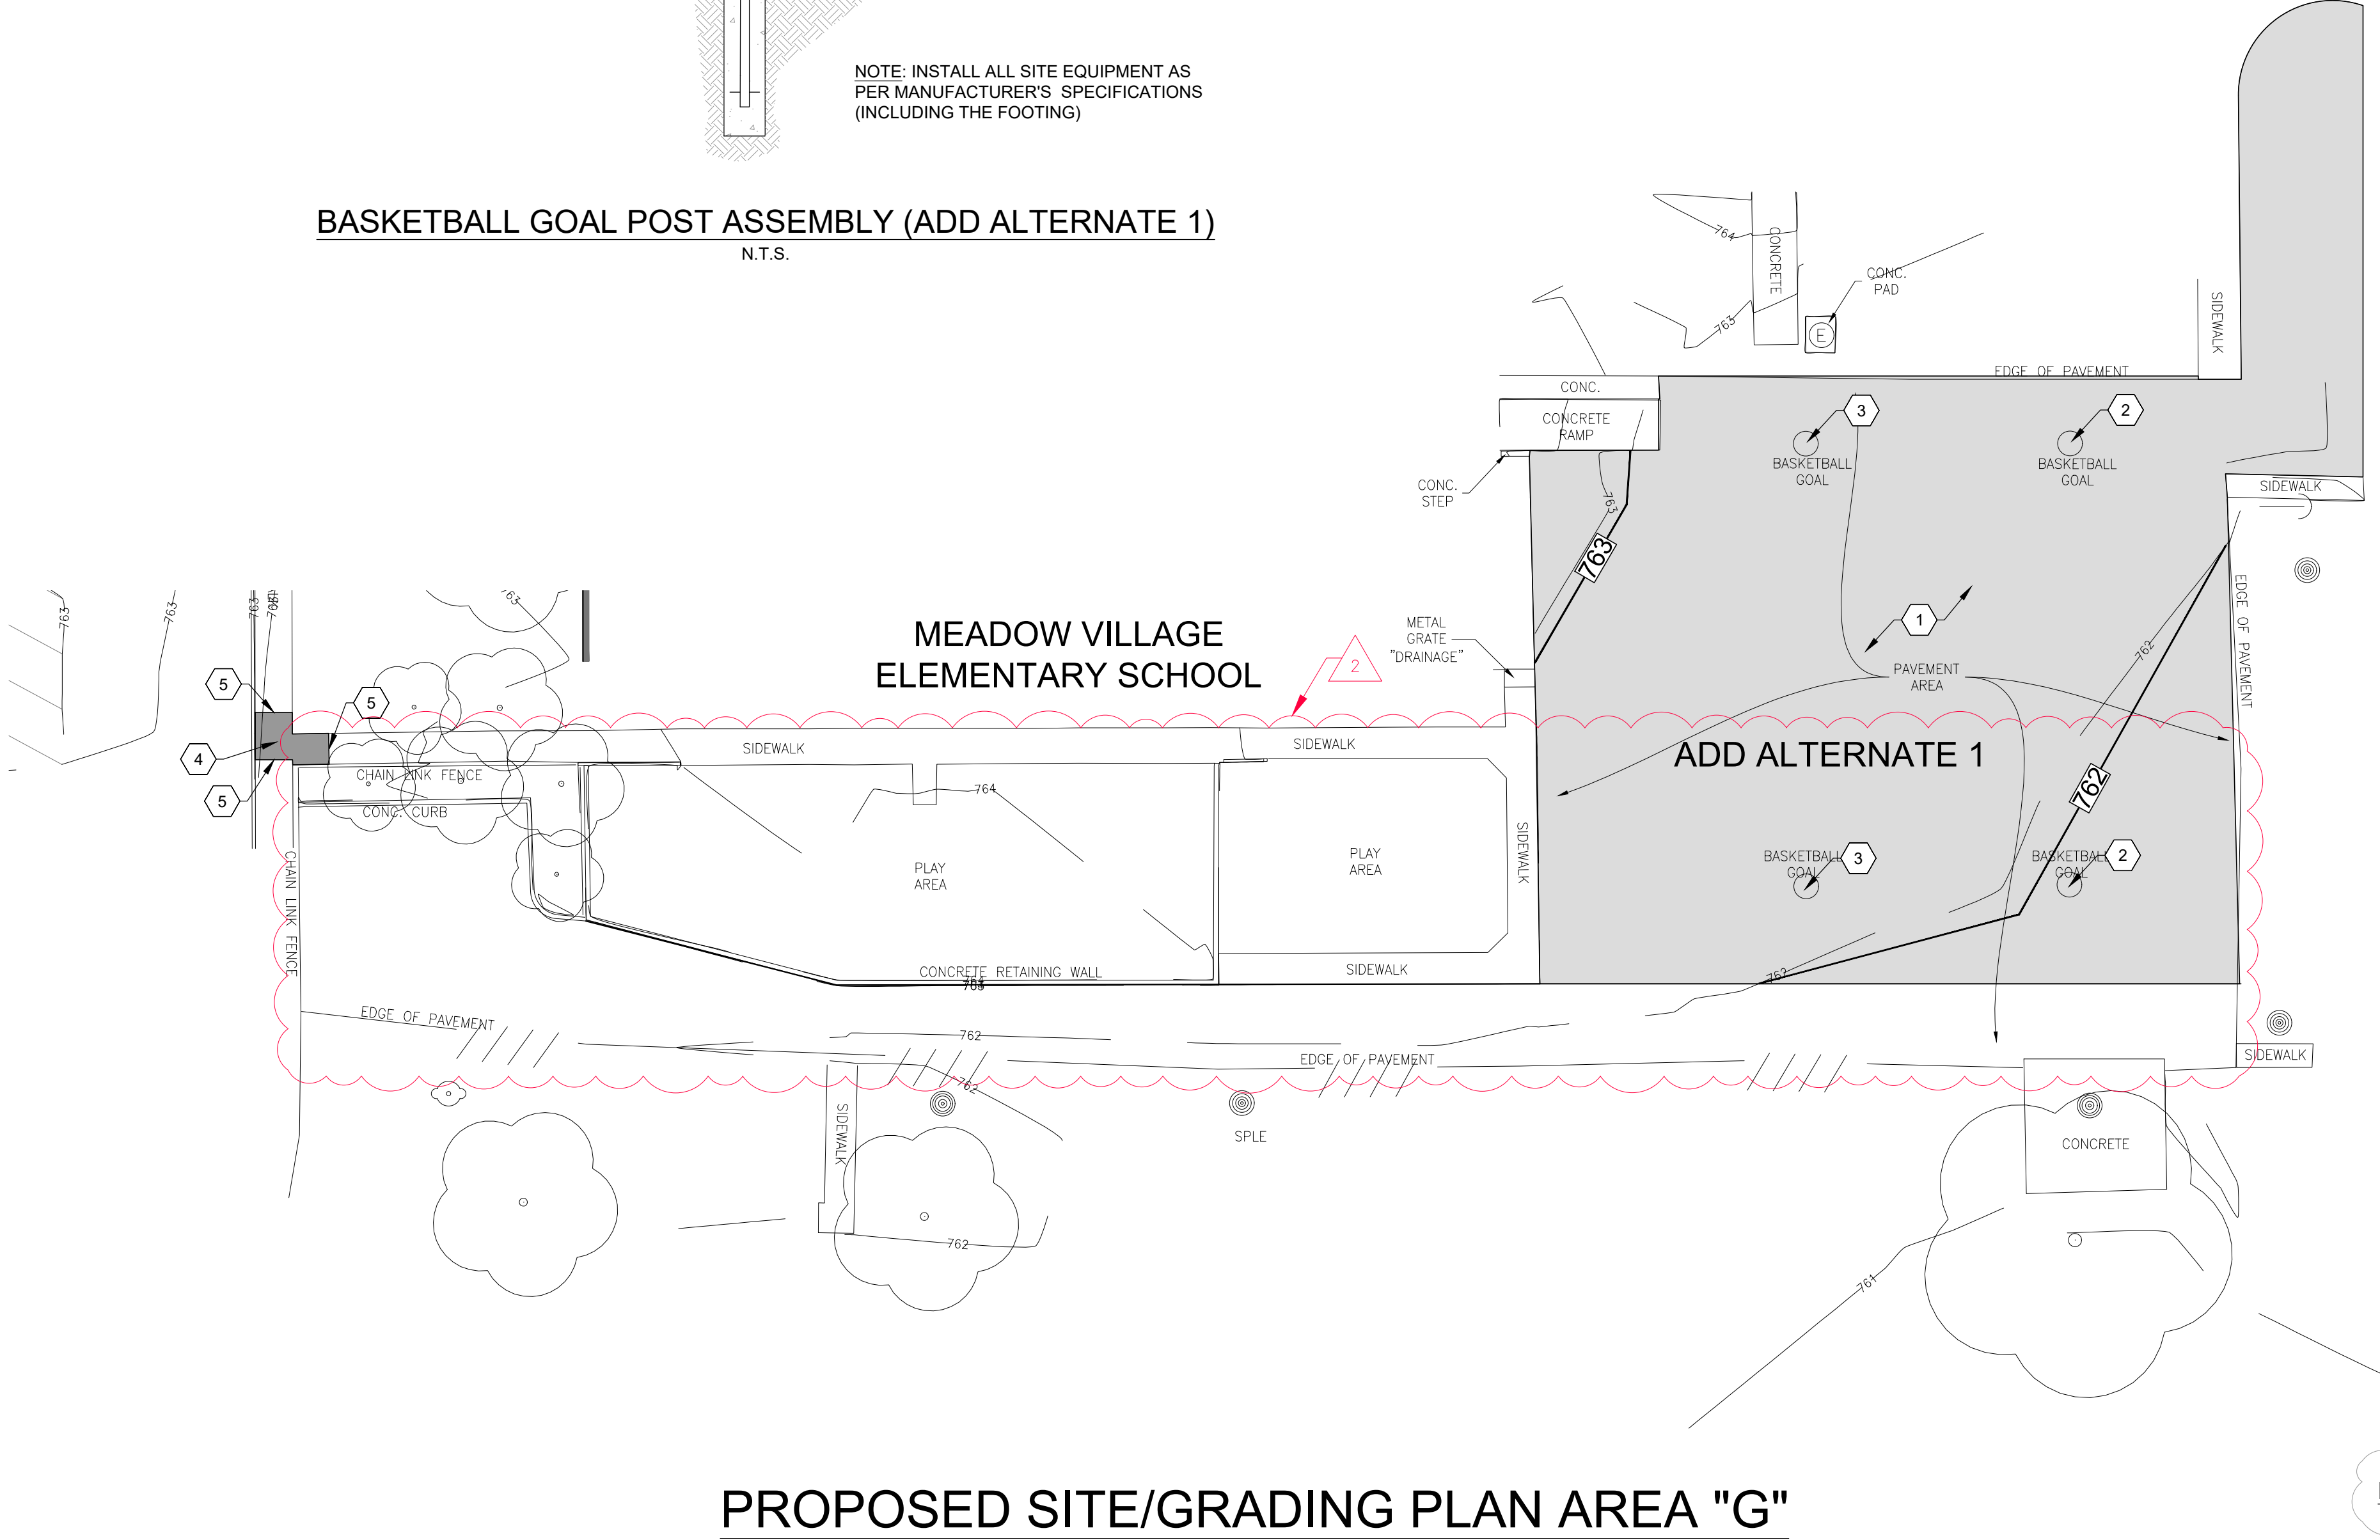 NOTE: INSTALL ALL SITE EQUIPMENT AS
PER MANUFACTURER'S SPECIFICATIONS
(INCLUDING THE FOOTING)
BASKETBALL GOAL POST ASSEMBLY (ADD ALTERNATE 1)
N.T.S.
764
CONCRETE
763
CONC.
PAD
E
SIDEWALK
EDGE OF PAVEMENT
CONC.
CONCRETE
RAMP
3
2
BASKETBALL
GOAL
BASKETBALL
GOAL
CONC.
STEP
763
763
SIDEWALK
763
763
763
763
763
MEADOW VILLAGE
ELEMENTARY SCHOOL
METAL
GRATE
"DRAINAGE"
2
1
762
EDGE OF PAVEMENT
PAVEMENT
AREA
5
5
4
5
SIDEWALK
SIDEWALK
ADD ALTERNATE 1
CHAIN LINK FENCE
CONC. CURB
764
762
CHAIN LINK FENCE
PLAY
AREA
PLAY
AREA
SIDEWALK
BASKETBALL
GOAL
3
BASKETBALL
GOAL
2
CONCRETE RETAINING WALL
SIDEWALK
762
EDGE OF PAVEMENT
762
EDGE OF PAVEMENT
SIDEWALK
762
SIDEWALK
SPLE
CONCRETE
762
761
PROPOSED SITE/GRADING PLAN AREA "G"